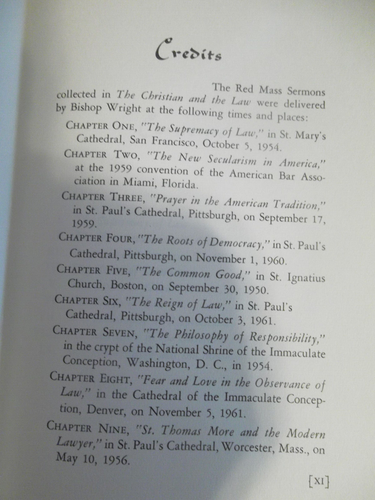 Credits
The Red Mass Sermons
collected in The Christian and the Law were delivered
by Bishop Wright at the following times and places:
CHAPTER ONE, "The Supremacy of Law," in St. Mary's
Cathedral, San Francisco, October 5, 1954.
CHAPTER TWO, "The New Secularism in America,"
at the 1959 convention of the American Bar Asso-
ciation in Miami, Florida.
CHAPTER THREE, "Prayer in the American Tradition,"
in St. Paul's Cathedral, Pittsburgh, on September 17,
1959.
CHAPTER FOUR, "The Roots of Democracy," in St. Paul's
Cathedral, Pittsburgh, on November 1, 1960.
CHAPTER FIVE, "The Common Good," in St. Ignatius
Church, Boston, on September 30, 1950.
CHAPTER SIX, "The Reign of Law," in St. Paul's
Cathedral, Pittsburgh, on October 3, 1961.
CHAPTER SEVEN, "The Philosophy of Responsibility,"
in the crypt of the National Shrine of the Immaculate
Conception, Washington, D. C., in 1954.
CHAPTER EIGHT, "Fear and Love in the Observance of
Law," in the Cathedral of the Immaculate Concep-
tion, Denver, on November 5, 1961.
CHAPTER NINE, "St. Thomas More and the Modern
Lawyer," in St. Paul's Cathedral, Worcester, Mass., on
May 10, 1956.
[XI]